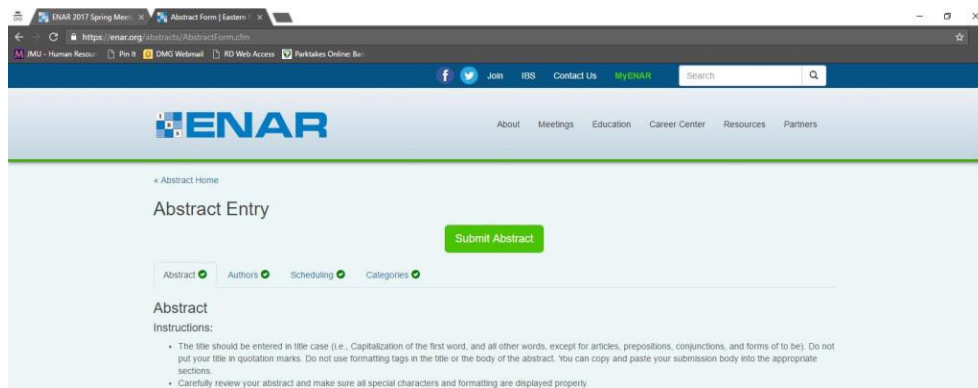 ENAR 2017 Spring Meeti
Abstract Form | Eastern
https://enar.org/abstracts/AbstractForm.cfm
JMU - Human Resour Pin It DMG Webmail RD Web Access Parktakes Online: Ba
Join IBS Contact Us MyENAR Search
ENAR
About Meetings Education Career Center Resources Partners
« Abstract Home
Abstract Entry
Submit Abstract
Abstract Authors Scheduling Categories
Abstract
Instructions:
• The title should be entered in title case (i.e., Capitalization of the first word, and all other words, except for articles, prepositions, conjunctions, and forms of to be). Do not
put your title in quotation marks. Do not use formatting tags in the title or the body of the abstract. You can copy and paste your submission body into the appropriate
sections.
• Carefully review your abstract and make sure all special characters and formatting are displayed properly.